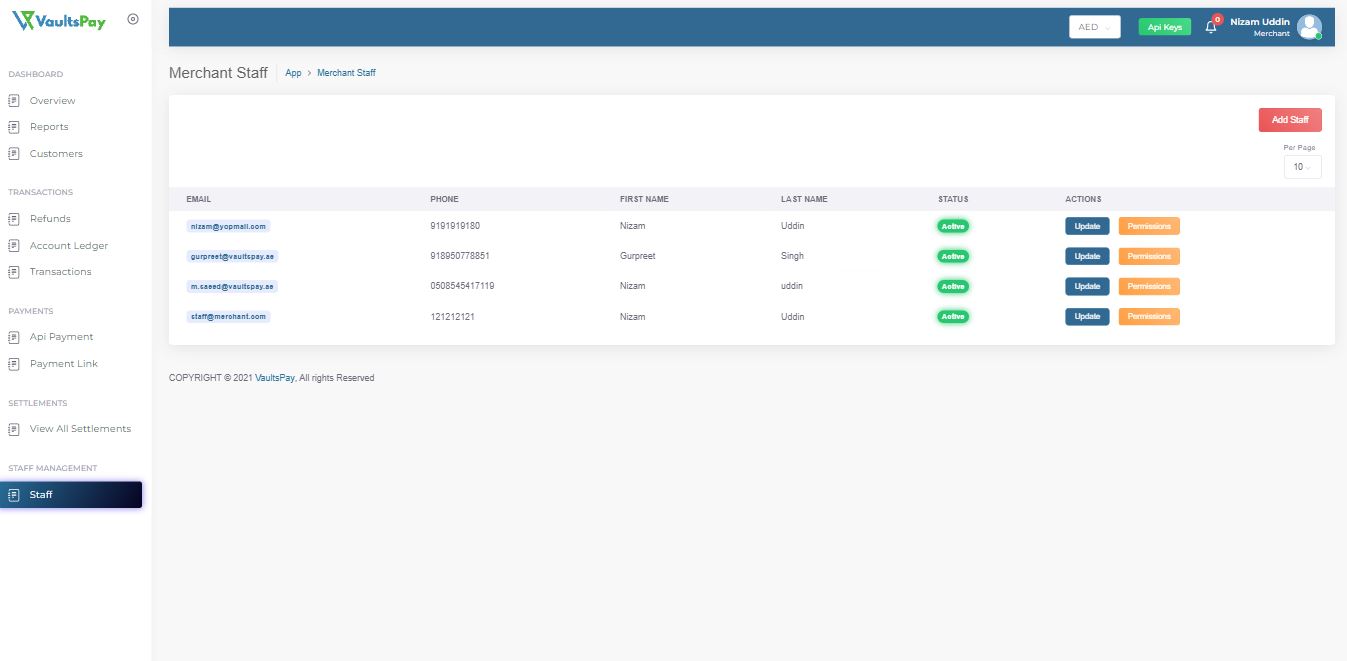 VaultsPay
AED
Api Keys
0
Nizam Uddin
Merchant
DASHBOARD
Overview
Reports
Customers
TRANSACTIONS
Refunds
Account Ledger
Transactions
PAYMENTS
Api Payment
Payment Link
SETTLEMENTS
View All Settlements
STAFF MANAGEMENT
Staff
Merchant Staff
App > Merchant Staff
Add Staff
Per Page
10
EMAIL PHONE FIRST NAME LAST NAME STATUS ACTIONS
nizam@yopmail.com 9191919180 Nizam Uddin Active Update Permissions
gurpreet@vaultspay.ae 918950778851 Gurpreet Singh Active Update Permissions
m.saeed@vaultspay.ae 0508545417119 Nizam uddin Active Update Permissions
staff@merchant.com 121212121 Nizam Uddin Active Update Permissions
COPYRIGHT © 2021 VaultsPay, All rights Reserved